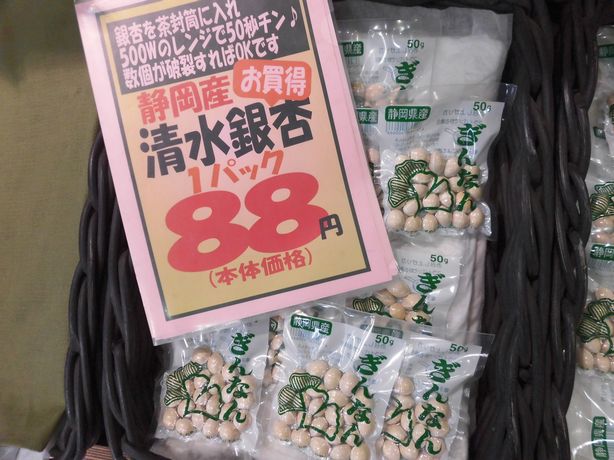 銀杏を茶封筒に入れ
500Wのレンジで50秒チン♪
数個が破裂すればOKです
静岡産
お買得
清水銀杏
1パック
88円
(本体価格)
50g
50g
静岡県産
ぎんなん
50g
静岡県産
ぎんなん
50g
静岡県産
ぎんなん
50g
ぎんなん